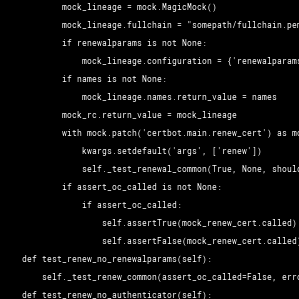 mock_lineage = mock.MagicMock()
mock_lineage.fullchain = "somepath/fullchain.pem
if renewalparams is not None:
mock_lineage.configuration = {'renewalparams
if names is not None:
mock_lineage.names.return_value = names
mock_rc.return_value = mock_lineage
with mock.patch('certbot.main.renew_cert') as mo
kwargs.setdefault('args', ['renew'])
self._test_renewal_common(True, None, should
if assert_oc_called is not None:
if assert_oc_called:
self.assertTrue(mock_renew_cert.called)
self.assertFalse(mock_renew_cert.called)
def test_renew_no_renewalparams(self):
self._test_renew_common(assert_oc_called=False, erro
def test_renew_no_authenticator(self):